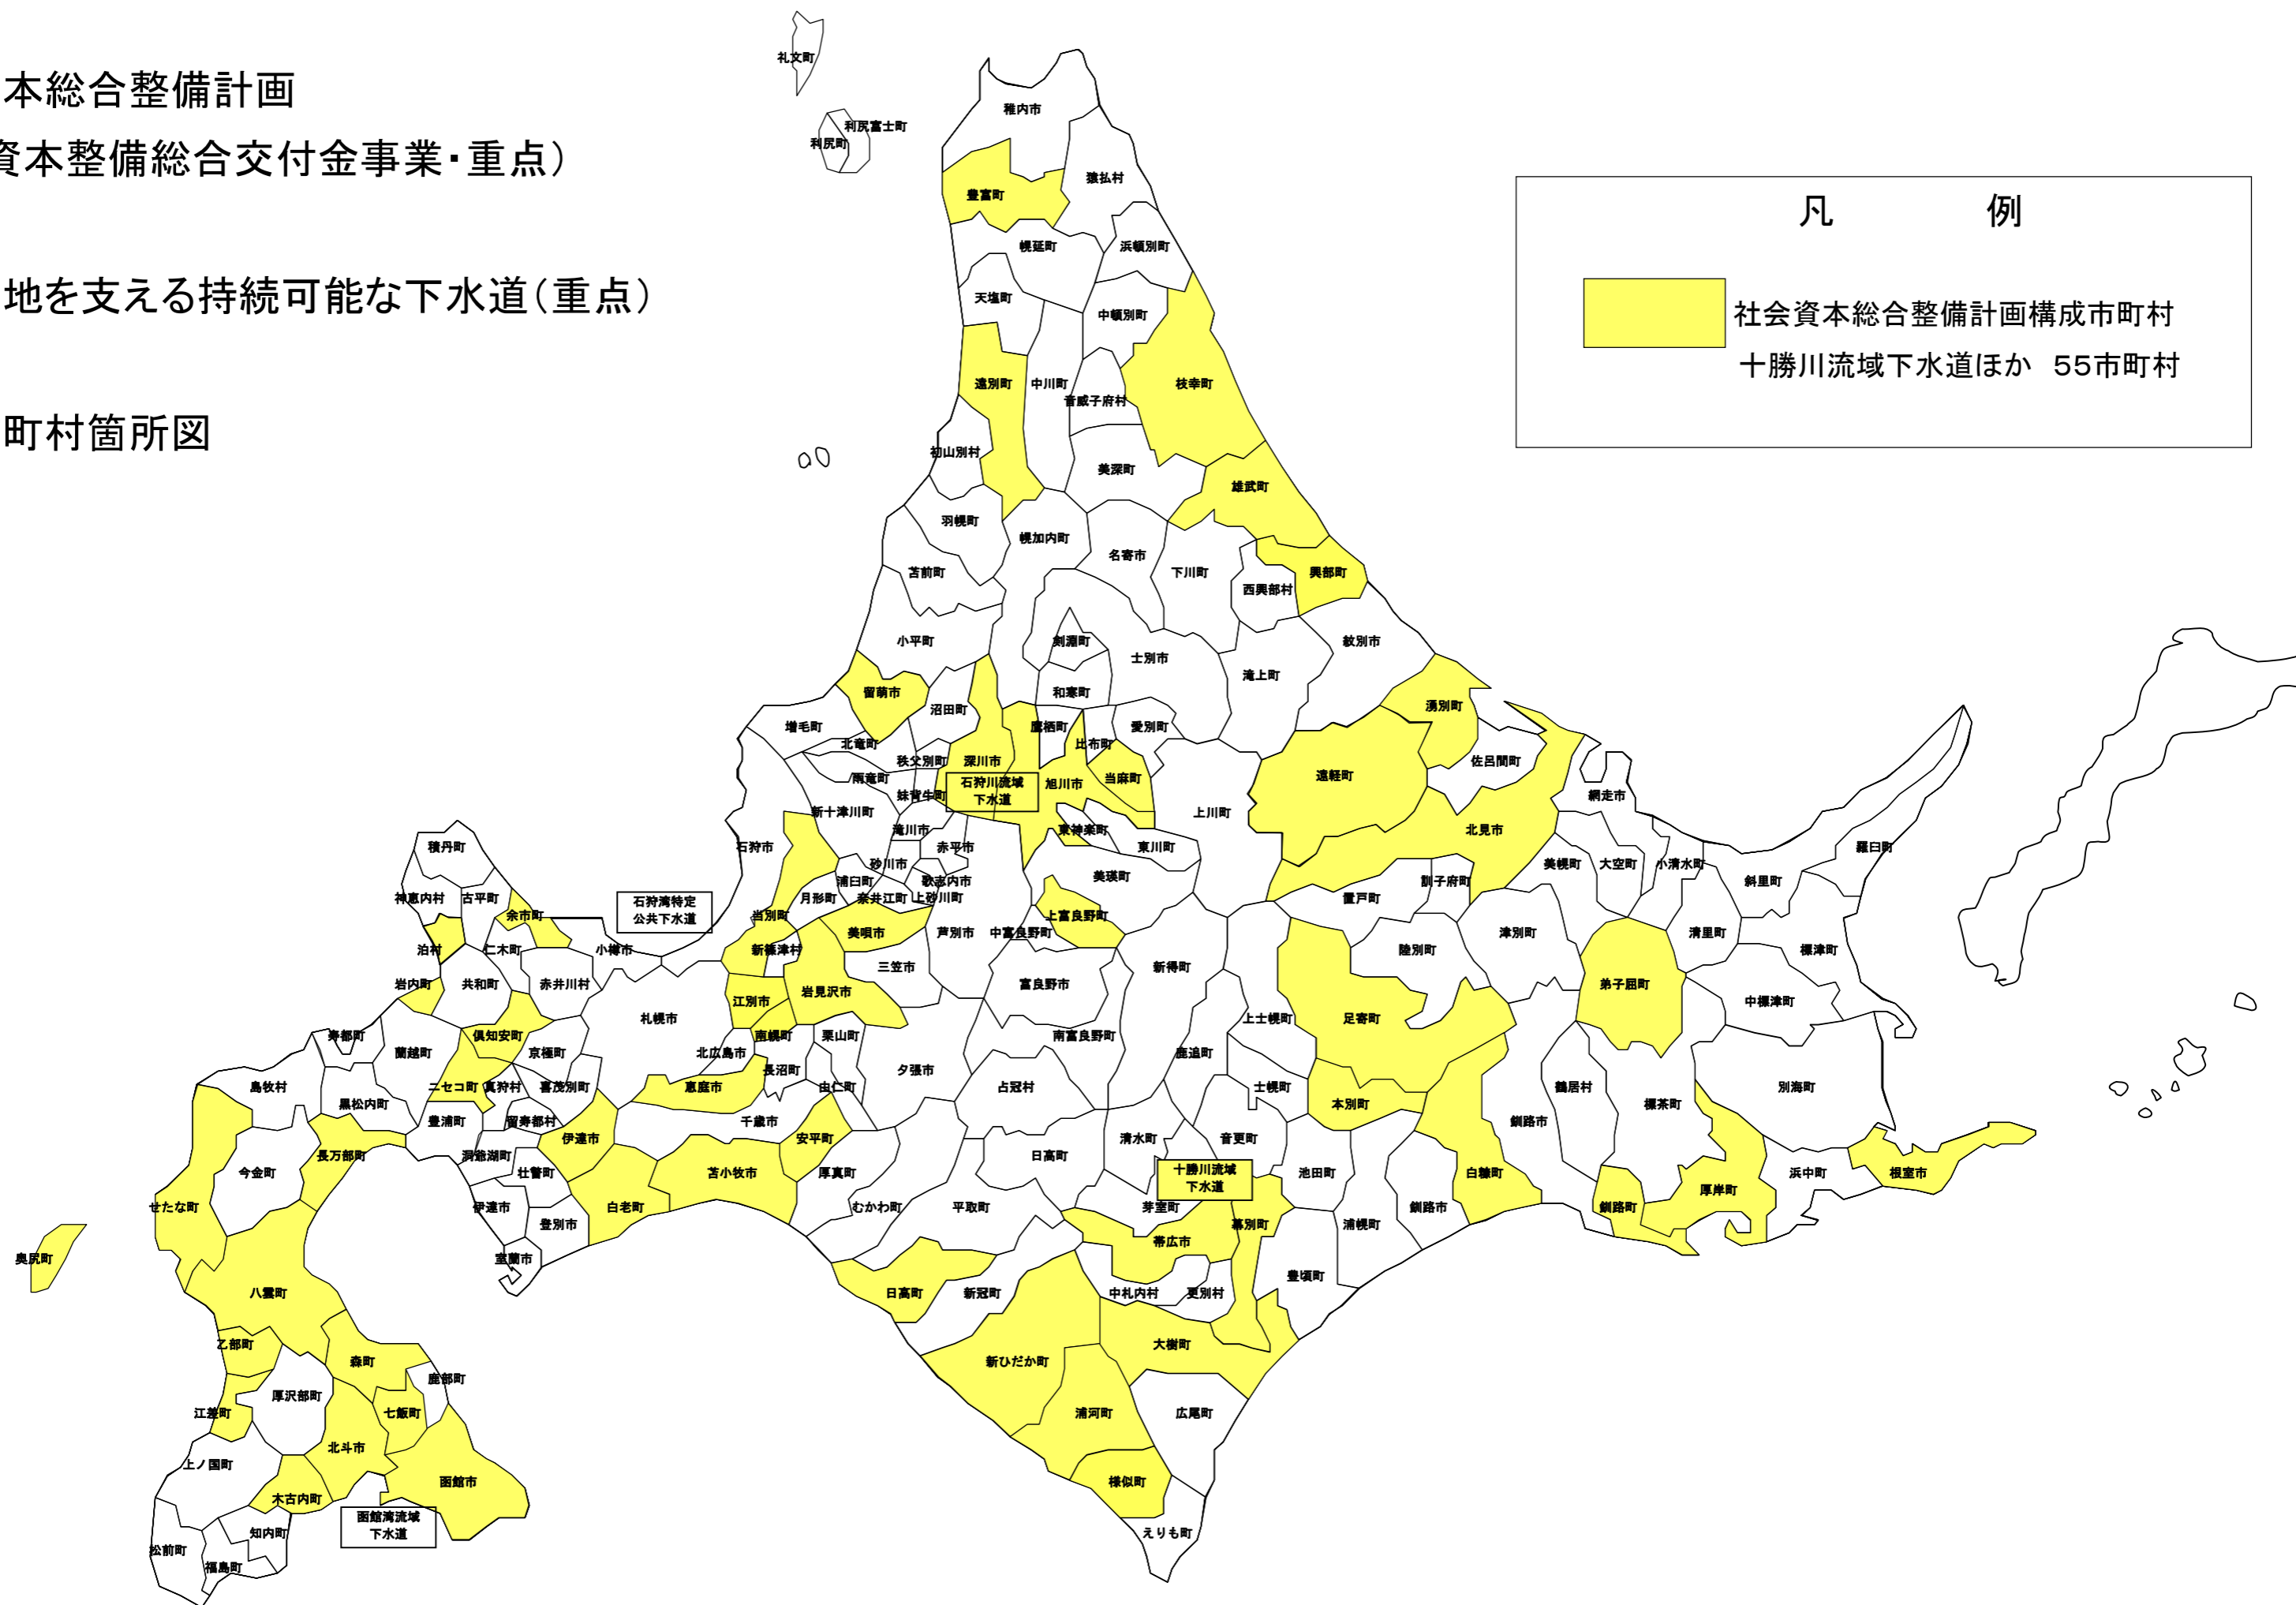 本総合整備計画
資本整備総合交付金事業・重点）
地を支える持続可能な下水道（重点）
町村箇所図
凡　　　例
社会資本総合整備計画構成市町村
十勝川流域下水道ほか　55市町村
礼文町
利尻富士町
利尻町
稚内市
猿払村
豊富町
幌延町
浜頓別町
天塩町
中頓別町
遠別町
中川町
音威子府村
枝幸町
初山別村
美深町
雄武町
羽幌町
幌加内町
名寄市
下川町
西興部村
興部町
苫前町
小平町
剣淵町
士別市
滝上町
紋別市
留萌市
沼田町
和寒町
湧別町
増毛町
北竜町
鷹栖町
比布町
愛別町
秩父別町
深川市
佐呂間町
雨竜町
石狩川流域
下水道
旭川市
当麻町
遠軽町
妹背牛町
網走市
新十津川町
滝川市
東神楽町
上川町
北見市
石狩市
赤平市
東川町
積丹町
砂川市
美瑛町
美幌町
大空町
小清水町
羅臼町
浦臼町
歌志内市
訓子府町
斜里町
神恵内村
古平町
月形町
奈井江町
上砂川町
置戸町
石狩湾特定
公共下水道
余市町
当別町
上富良野町
美唄市
芦別市
中富良野町
津別町
清里町
泊村
仁木町
小樽市
新篠津村
陸別町
標津町
三笠市
新得町
岩内町
共和町
赤井川村
富良野市
弟子屈町
江別市
岩見沢市
中標津町
札幌市
上士幌町
足寄町
寿都町
倶知安町
南幌町
栗山町
南富良野町
蘭越町
京極町
北広島市
鹿追町
長沼町
夕張市
島牧村
ニセコ町
真狩村
喜茂別町
恵庭市
由仁町
占冠村
士幌町
鶴居村
別海町
黒松内町
本別町
標茶町
豊浦町
留寿都村
千歳市
釧路市
長万部町
伊達市
安平町
清水町
音更町
洞爺湖町
日高町
今金町
壮瞥町
苫小牧市
厚真町
十勝川流域
下水道
池田町
白糠町
浜中町
根室市
厚岸町
せたな町
伊達市
白老町
むかわ町
平取町
芽室町
釧路市
釧路町
登別市
幕別町
浦幌町
帯広市
奥尻町
室蘭市
豊頃町
八雲町
日高町
新冠町
中札内村
更別村
乙部町
大樹町
森町
新ひだか町
鹿部町
厚沢部町
江差町
七飯町
浦河町
広尾町
北斗市
上ノ国町
函館市
様似町
木古内町
函館湾流域
下水道
知内町
えりも町
松前町
福島町